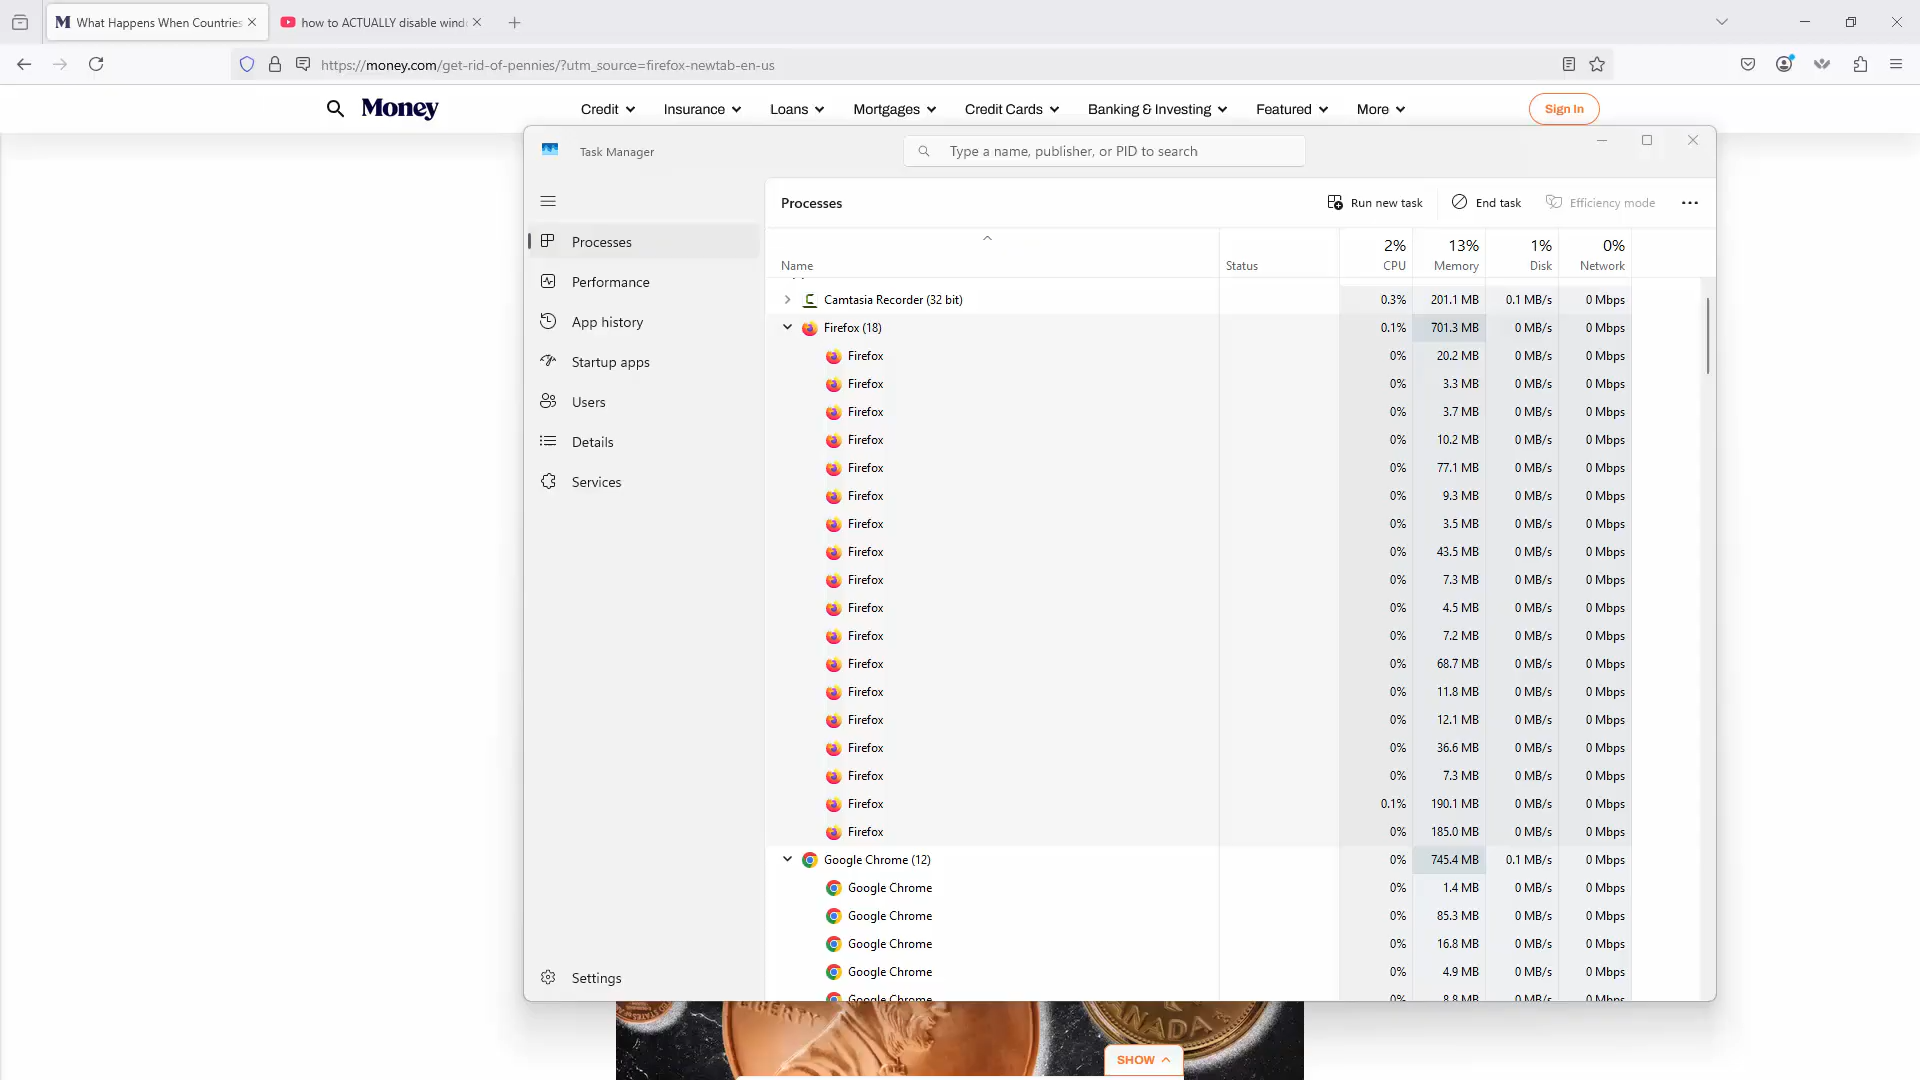 What Happens When Countries
how to ACTUALLY disable wind
https://money.com/get-rid-of-pennies/?utm_source=firefox-newtab-en-us
Money
Credit Insurance Loans Mortgages Credit Cards Banking & Investing Featured More
Sign In
Task Manager
Type a name, publisher, or PID to search
Processes
Performance
App history
Startup apps
Users
Details
Services
Settings
Processes
Run new task
End task
Efficiency mode
2% 13% 1% 0%
Name Status CPU Memory Disk Network
Camtasia Recorder (32 bit) 0.3% 201.1 MB 0.1 MB/s 0 Mbps
Firefox (18) 0.1% 701.3 MB 0 MB/s 0 Mbps
Firefox 0% 20.2 MB 0 MB/s 0 Mbps
Firefox 0% 3.3 MB 0 MB/s 0 Mbps
Firefox 0% 3.7 MB 0 MB/s 0 Mbps
Firefox 0% 10.2 MB 0 MB/s 0 Mbps
Firefox 0% 77.1 MB 0 MB/s 0 Mbps
Firefox 0% 9.3 MB 0 MB/s 0 Mbps
Firefox 0% 3.5 MB 0 MB/s 0 Mbps
Firefox 0% 43.5 MB 0 MB/s 0 Mbps
Firefox 0% 7.3 MB 0 MB/s 0 Mbps
Firefox 0% 4.5 MB 0 MB/s 0 Mbps
Firefox 0% 7.2 MB 0 MB/s 0 Mbps
Firefox 0% 68.7 MB 0 MB/s 0 Mbps
Firefox 0% 11.8 MB 0 MB/s 0 Mbps
Firefox 0% 12.1 MB 0 MB/s 0 Mbps
Firefox 0% 36.6 MB 0 MB/s 0 Mbps
Firefox 0% 7.3 MB 0 MB/s 0 Mbps
Firefox 0.1% 190.1 MB 0 MB/s 0 Mbps
Firefox 0% 185.0 MB 0 MB/s 0 Mbps
Google Chrome (12) 0% 745.4 MB 0.1 MB/s 0 Mbps
Google Chrome 0% 1.4 MB 0 MB/s 0 Mbps
Google Chrome 0% 85.3 MB 0 MB/s 0 Mbps
Google Chrome 0% 16.8 MB 0 MB/s 0 Mbps
Google Chrome 0% 4.9 MB 0 MB/s 0 Mbps
Google Chrome 0% 8.8 MB 0 MB/s 0 Mbps
LIBERTY
SHOW